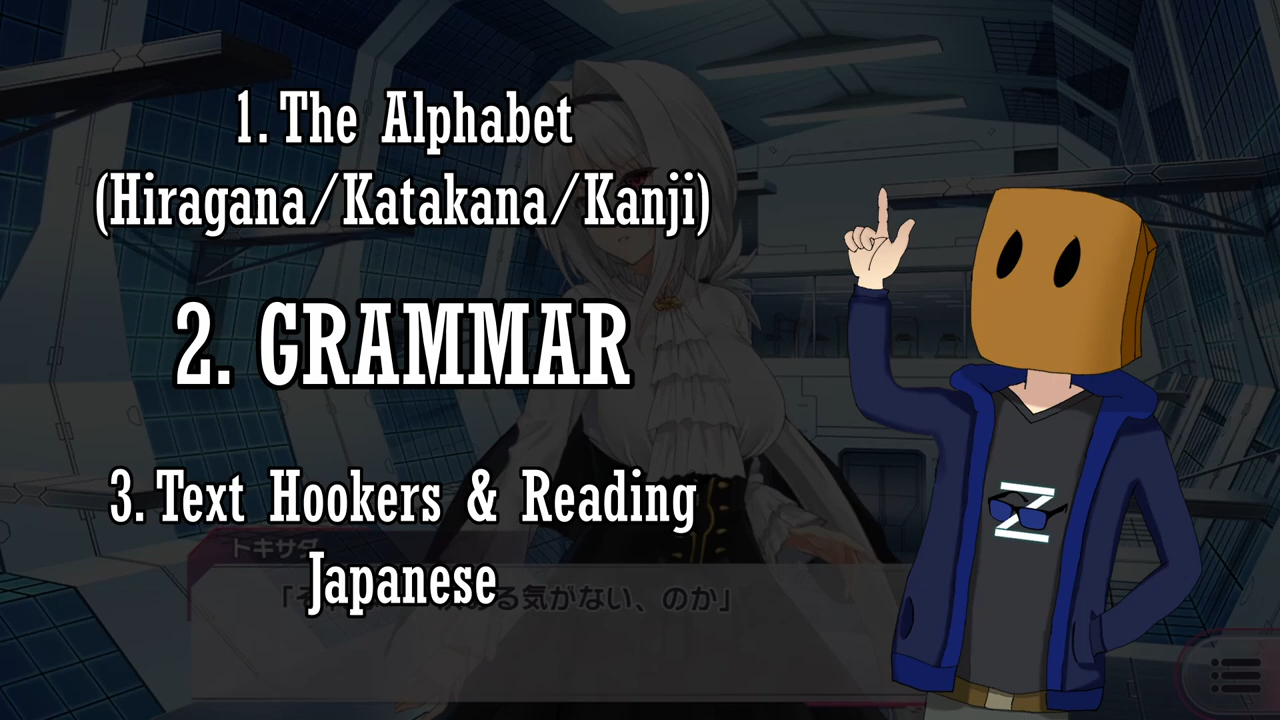 1. The Alphabet
(Hiragana/Katakana/Kanji)
2. GRAMMAR
3. Text Hookers & Reading
Japanese
トキサダ
る気がない、のか」
Z